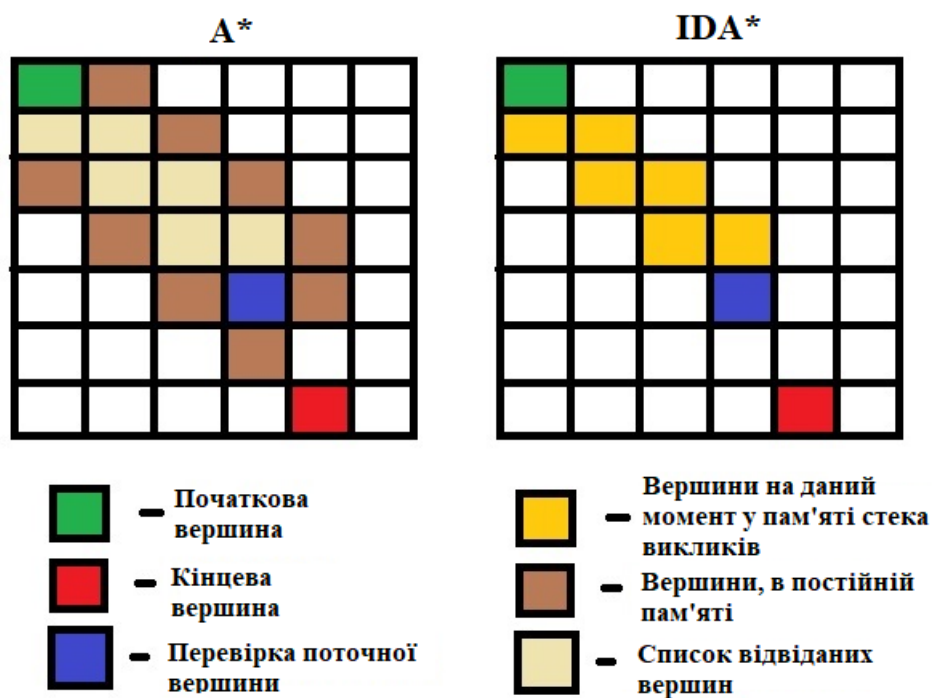 A*
IDA*
Початкова
вершина
Кінцева
вершина
Перевірка поточної
вершини
Вершини на даний
момент у пам'яті стека
викликів
Вершини, в постійній
пам'яті
Список відвіданих
вершин